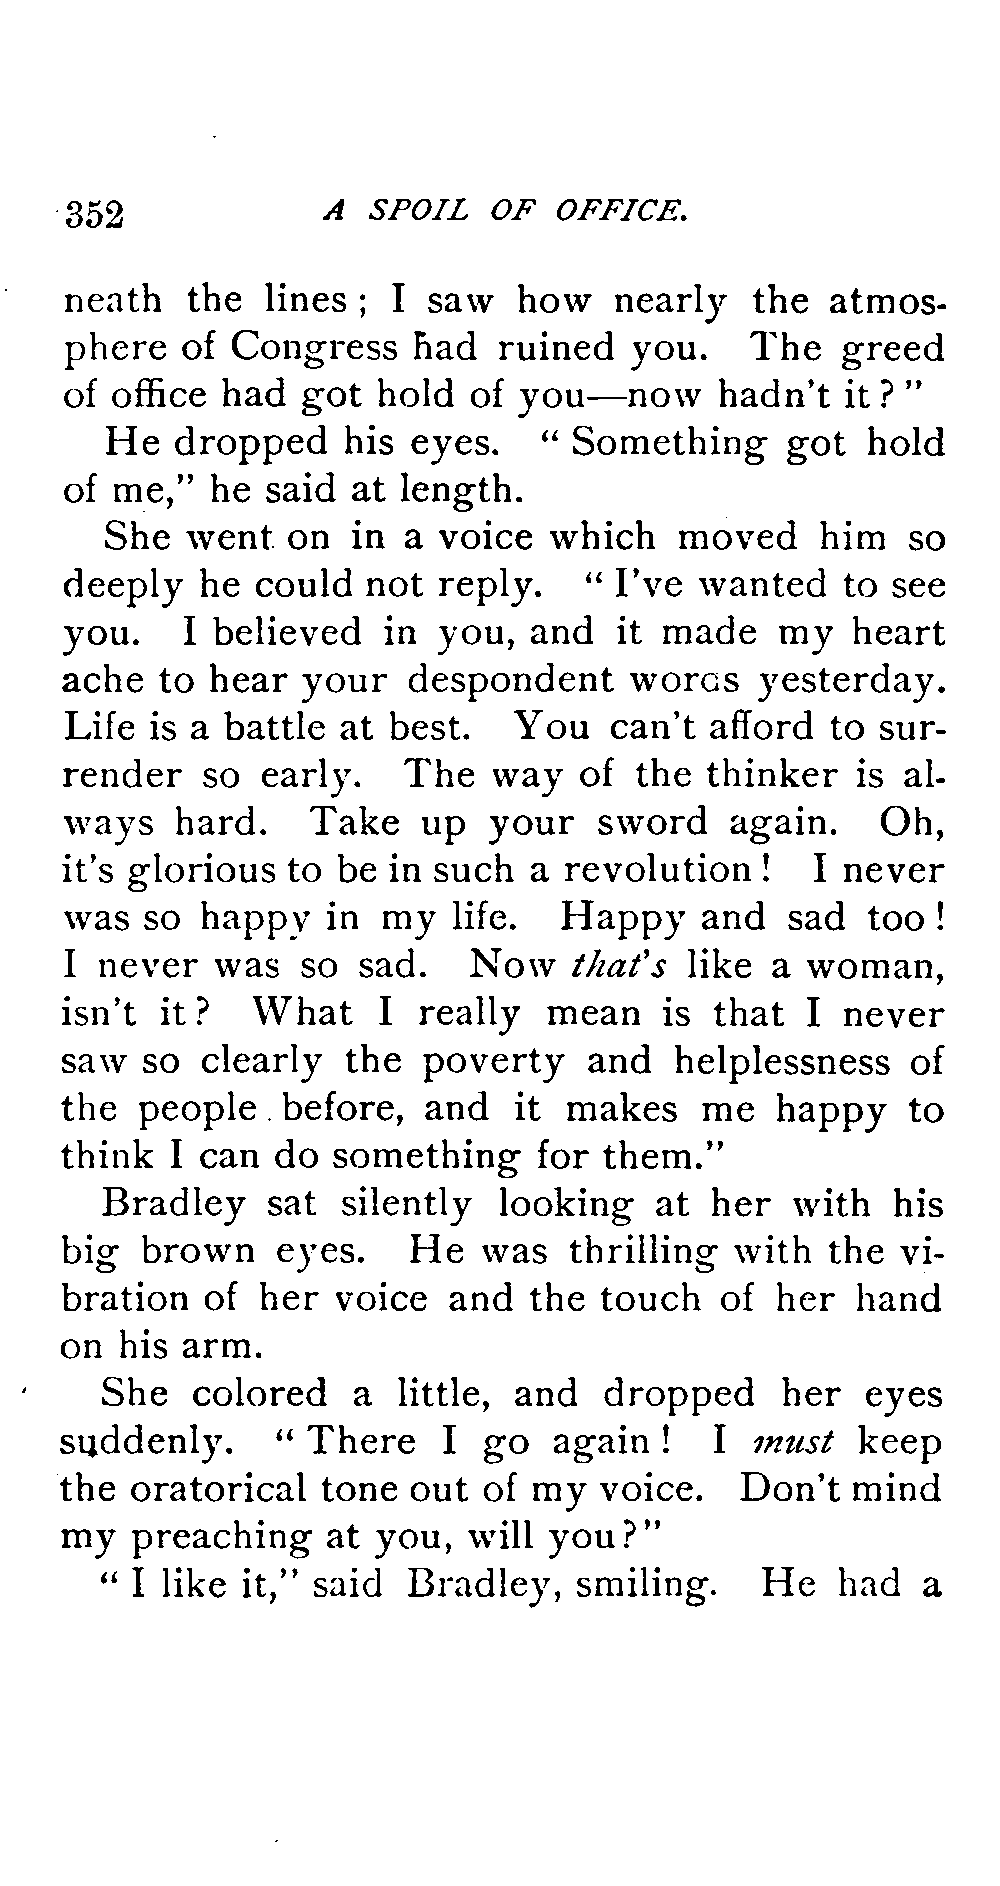 352 A SPOIL OF OFFICE.
neath the lines; I saw how nearly the atmos-
phere of Congress had ruined you. The greed
of office had got hold of you—now hadn't it?"
He dropped his eyes. "Something got hold
of me," he said at length.
She went on in a voice which moved him so
deeply he could not reply. "I've wanted to see
you. I believed in you, and it made my heart
ache to hear your despondent words yesterday.
Life is a battle at best. You can't afford to sur-
render so early. The way of the thinker is al-
ways hard. Take up your sword again. Oh,
it's glorious to be in such a revolution! I never
was so happy in my life. Happy and sad too!
I never was so sad. Now that's like a woman,
isn't it? What I really mean is that I never
saw so clearly the poverty and helplessness of
the people before, and it makes me happy to
think I can do something for them."
Bradley sat silently looking at her with his
big brown eyes. He was thrilling with the vi-
bration of her voice and the touch of her hand
on his arm.
She colored a little, and dropped her eyes
suddenly. "There I go again! I must keep
the oratorical tone out of my voice. Don't mind
my preaching at you, will you?"
"I like it," said Bradley, smiling. He had a